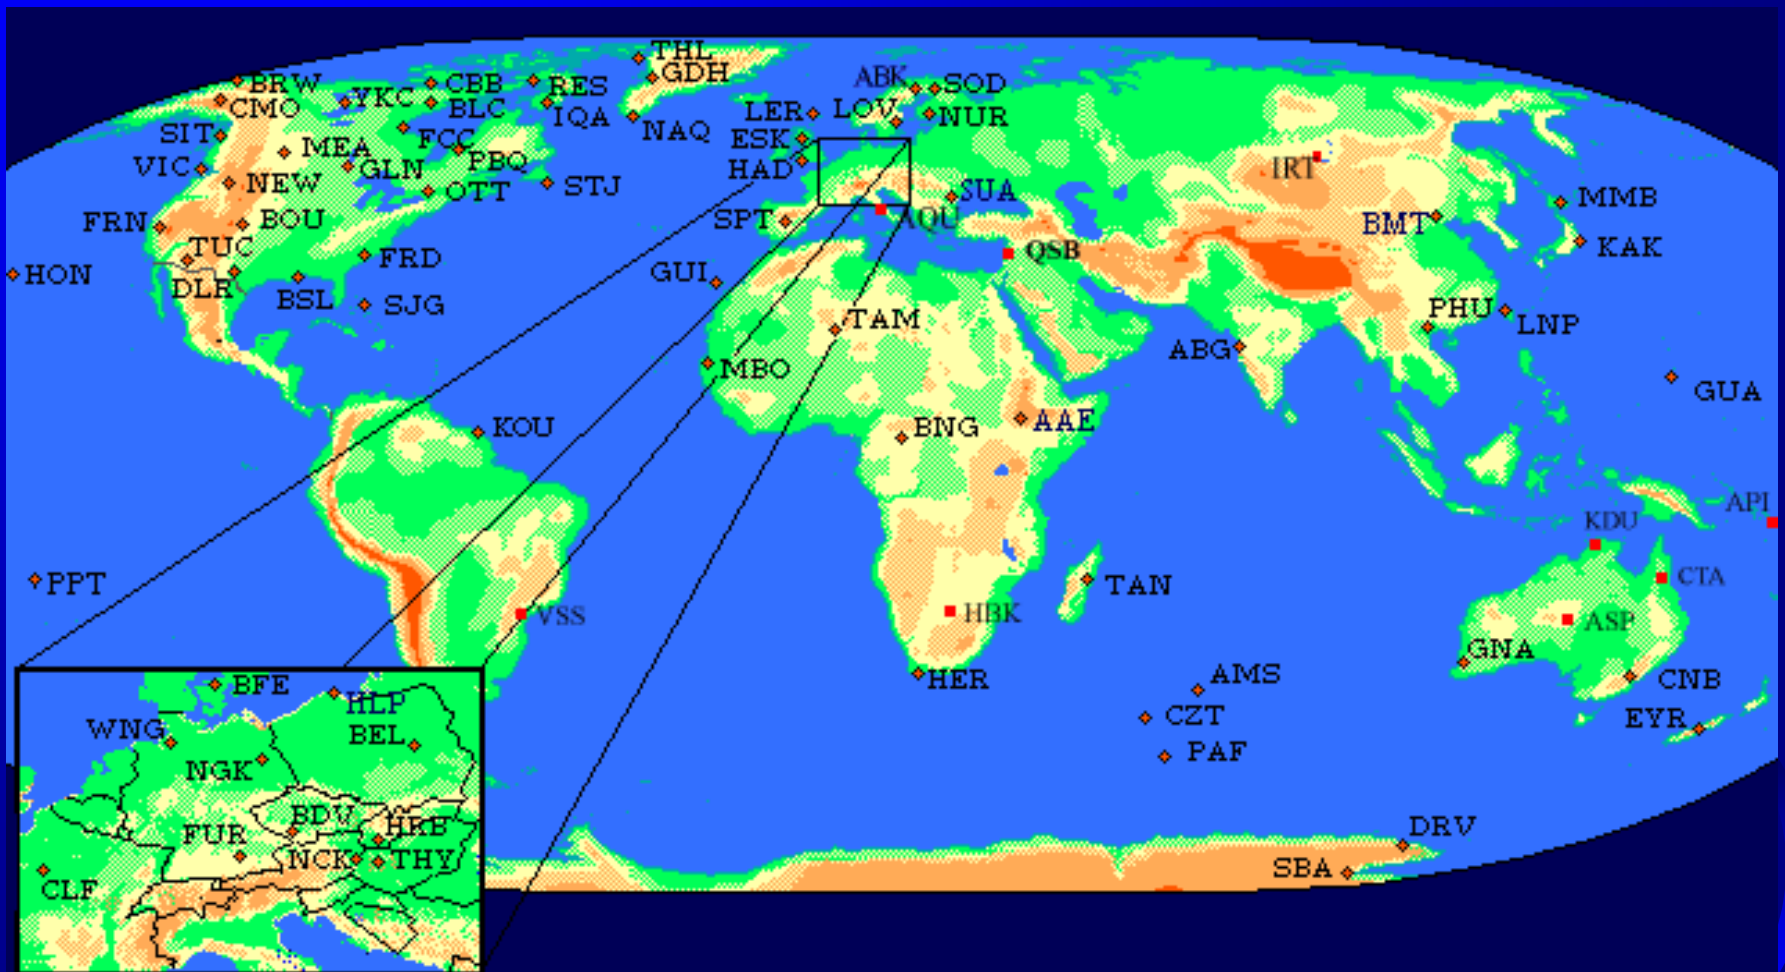 THL
GDH
BRW
CBB
RES
ABK
SOD
CMO
YKC
BLC
IQA
LER
LOV
NUR
NAQ
SIT
FCC
ESK
MEA
PBQ
VIC
GLN
HAD
IRT
NEW
OTT
STJ
SUA
MMB
FRN
BOU
SPT
AQU
BMT
TUC
KAK
HON
DLR
FRD
GUI
QSB
BSL
SJG
PHU
TAM
LNP
ABG
MBO
GUA
KOU
BNG
AAE
API
KDU
PPT
TAN
CTA
VSS
HBK
ASP
GNA
HER
AMS
CNB
CZT
EYR
PAF
BFE
HLP
WNG
BEL
NGK
BDV
FUR
HRB
NCK
THY
CLF
DRV
SBA